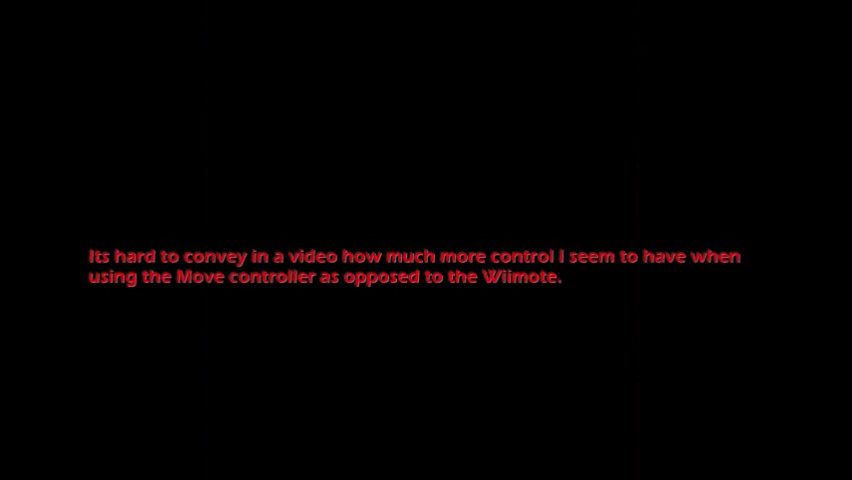 Its hard to convey in a video how much more control I seem to have when
using the Move controller as opposed to the Wiimote.